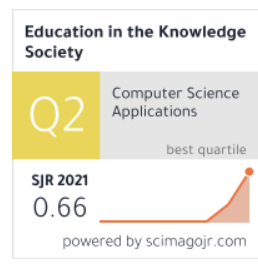 Education in the Knowledge
Society
Q2
Computer Science
Applications
best quartile
SJR 2021
0.66
powered by scimagojr.com